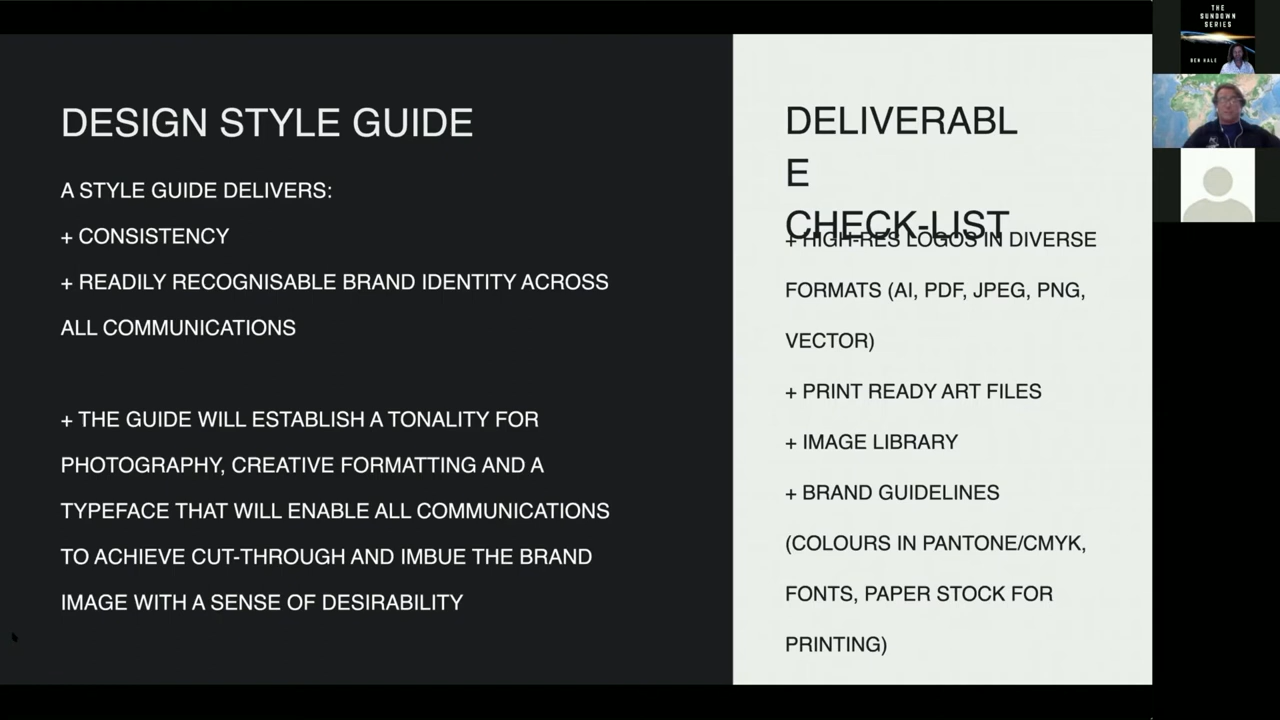 DESIGN STYLE GUIDE
A STYLE GUIDE DELIVERS:
+ CONSISTENCY
+ READILY RECOGNISABLE BRAND IDENTITY ACROSS
ALL COMMUNICATIONS
+ THE GUIDE WILL ESTABLISH A TONALITY FOR
PHOTOGRAPHY, CREATIVE FORMATTING AND A
TYPEFACE THAT WILL ENABLE ALL COMMUNICATIONS
TO ACHIEVE CUT-THROUGH AND IMBUE THE BRAND
IMAGE WITH A SENSE OF DESIRABILITY
DELIVERABL
E
CHECK-LIST
+ HIGH-RES LOGOS IN DIVERSE
FORMATS (AI, PDF, JPEG, PNG,
VECTOR)
+ PRINT READY ART FILES
+ IMAGE LIBRARY
+ BRAND GUIDELINES
(COLOURS IN PANTONE/CMYK,
FONTS, PAPER STOCK FOR
PRINTING)
THE
SUNDOWN
SERIES
BEN HALE